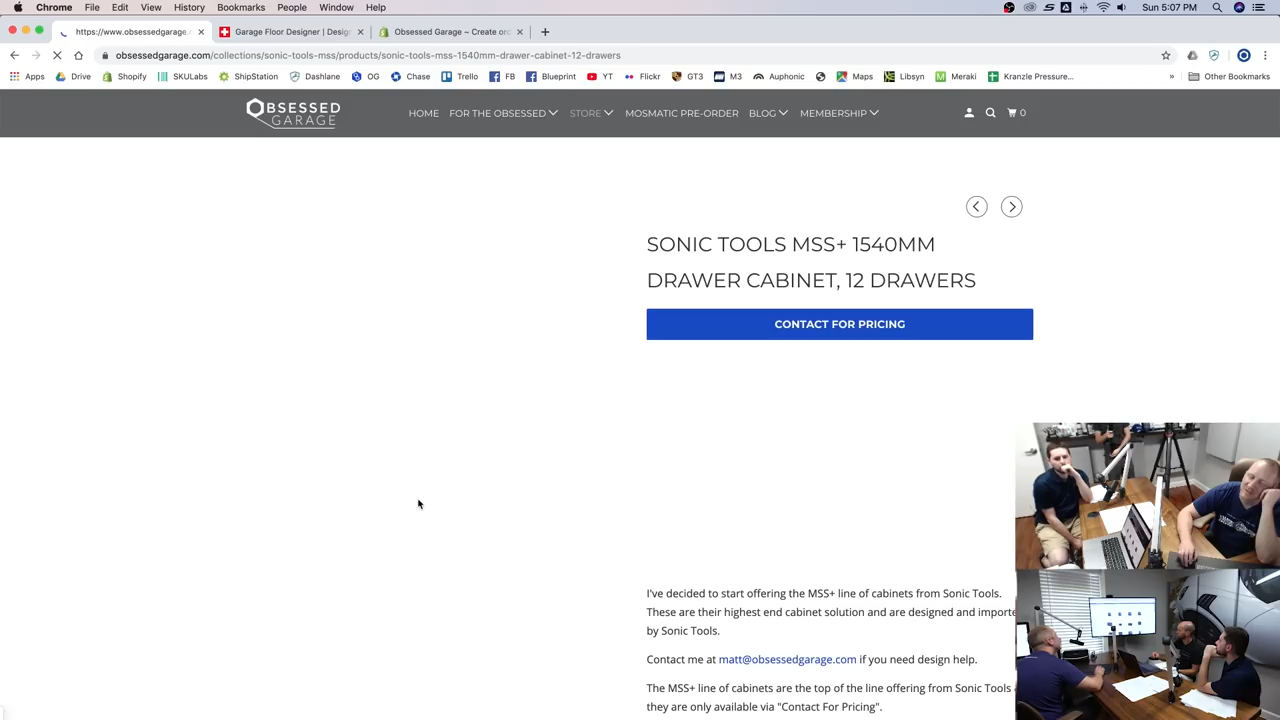 Chrome File Edit View History Bookmarks People Window Help Sun 5:07 PM
https://www.obsessedgarage. Garage Floor Designer | Desig Obsessed Garage ~ Create or
obsessedgarage.com/collections/sonic-tools-mss/products/sonic-tools-mss-1540mm-drawer-cabinet-12-drawers
Apps Drive Shopify SKULabs ShipStation Dashlane OG Chase Trello FB Blueprint YT Flickr GT3 M3 Auphonic Maps Libsyn Meraki Kranzle Pressure... » Other Bookmarks
OBSESSED
GARAGE
HOME FOR THE OBSESSED STORE MOSMATIC PRE-ORDER BLOG MEMBERSHIP 0
SONIC TOOLS MSS+ 1540MM
DRAWER CABINET, 12 DRAWERS
CONTACT FOR PRICING
I've decided to start offering the MSS+ line of cabinets from Sonic Tools.
These are their highest end cabinet solution and are designed and importe
by Sonic Tools.
Contact me at matt@obsessedgarage.com if you need design help.
The MSS+ line of cabinets are the top of the line offering from Sonic Tools
they are only available via "Contact For Pricing".